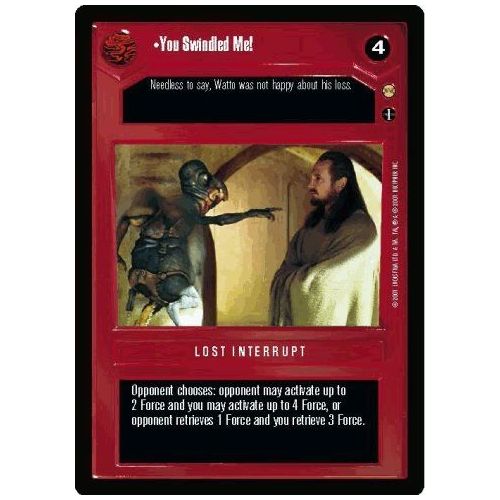 •You Swindled Me!
4
Needless to say, Watto was not happy about his loss.
LOST INTERRUPT
Opponent chooses: opponent may activate up to
2 Force and you may activate up to 4 Force, or
opponent retrieves 1 Force and you retrieve 3 Force.